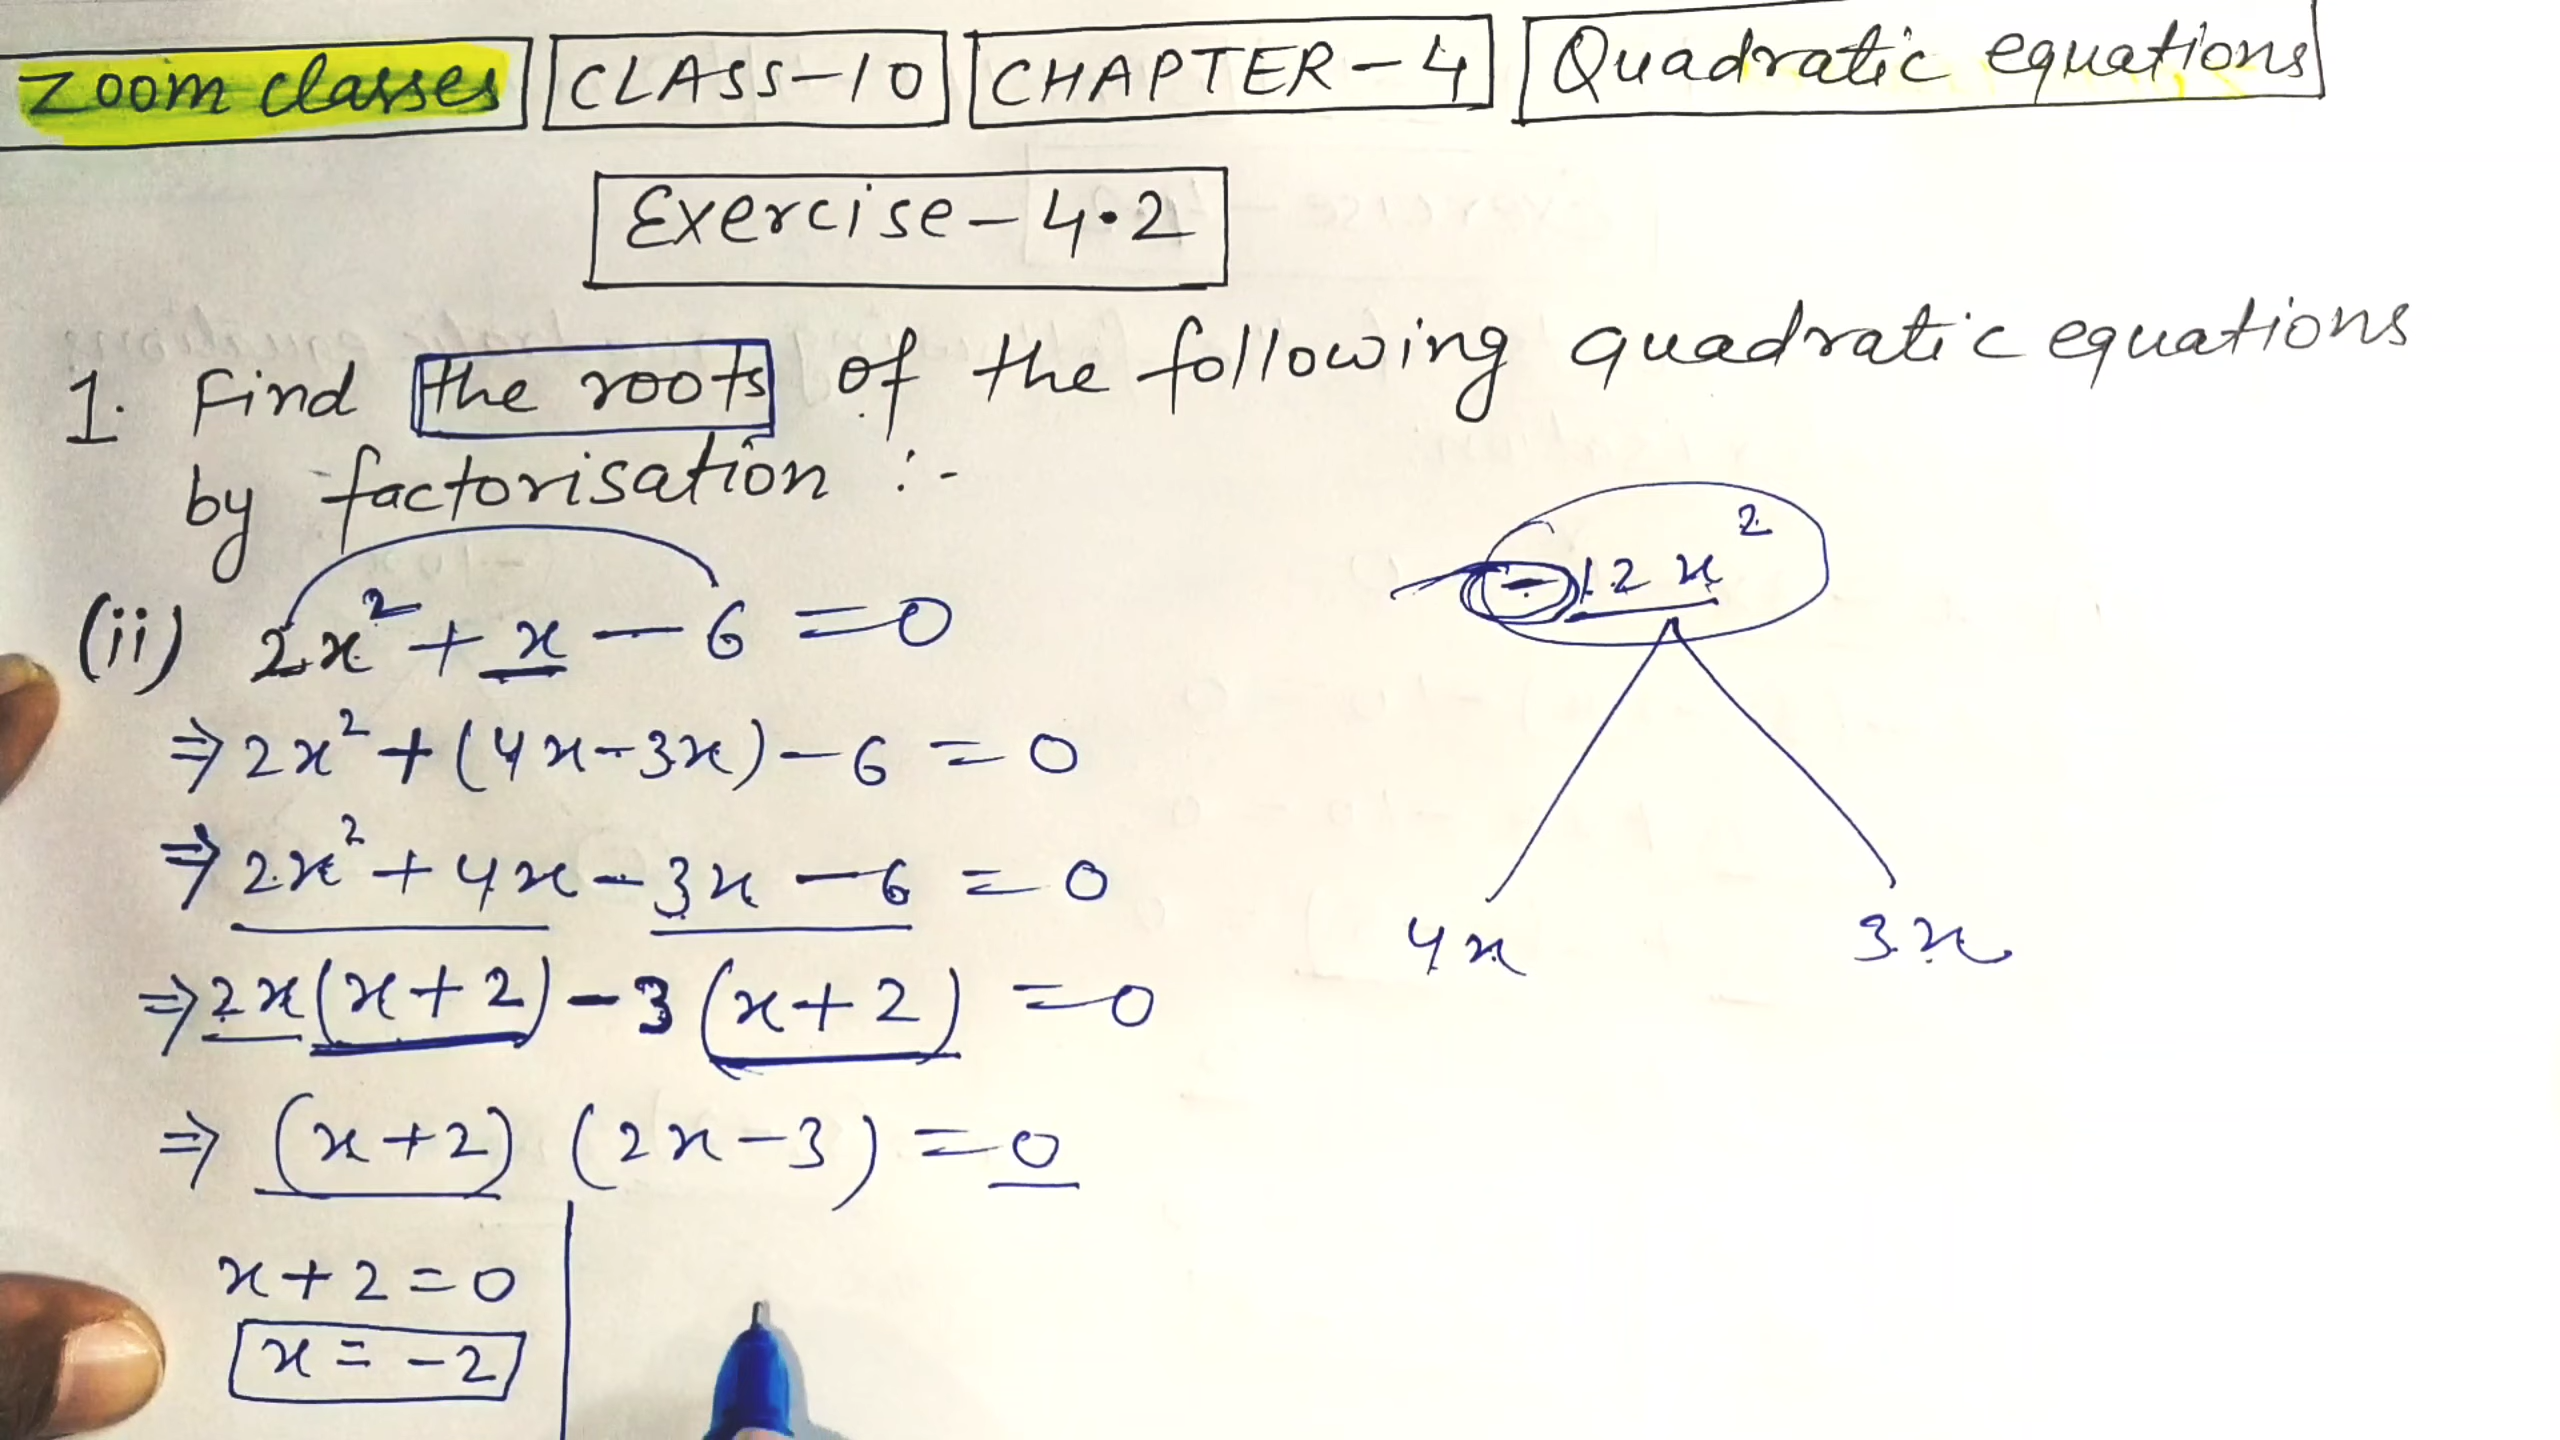 Zoom classes CLASS-10 CHAPTER-4 Quadratic equations
Exercise-4.2
1. Find the roots of the following quadratic equations
by factorisation :-
(ii) 2x² + x - 6 = 0
⇒ 2x² + (4x - 3x) - 6 = 0
⇒ 2x² + 4x - 3x - 6 = 0
⇒ 2x(x+2) - 3(x+2) = 0
⇒ (x+2) (2x-3) = 0
x+2=0
x = -2
-12x²
4x 3x